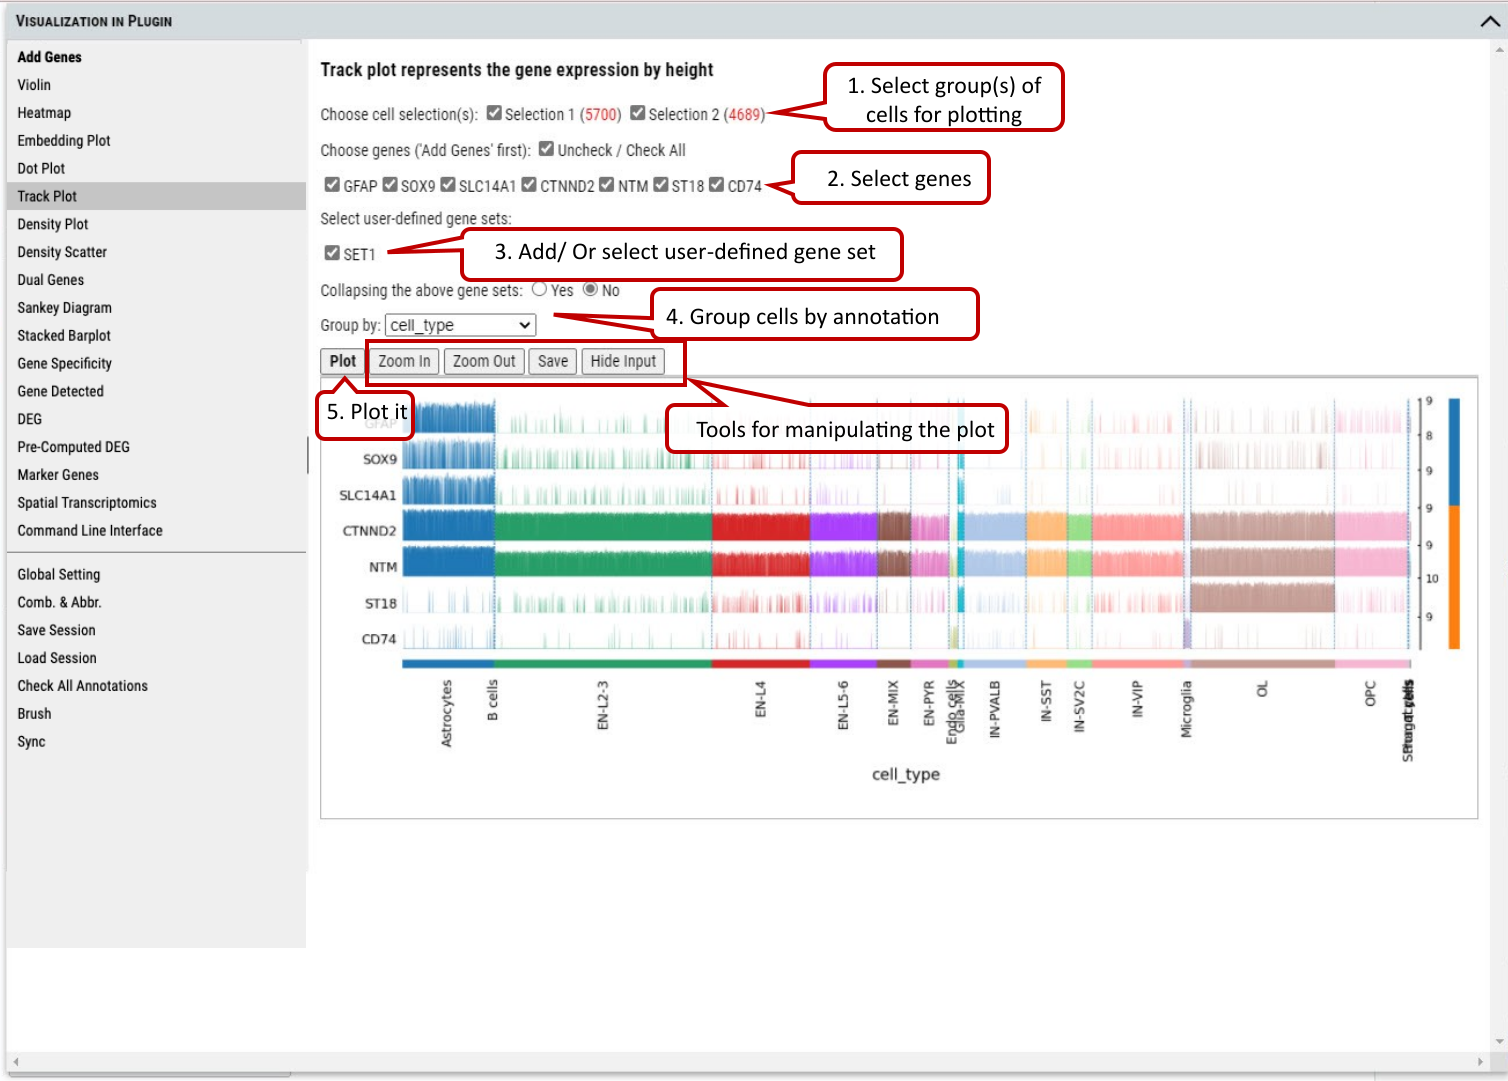 VISUALIZATION IN PLUGIN
Add Genes
Violin
Heatmap
Embedding Plot
Dot Plot
Track Plot
Density Plot
Density Scatter
Dual Genes
Sankey Diagram
Stacked Barplot
Gene Specificity
Gene Detected
DEG
Pre-Computed DEG
Marker Genes
Spatial Transcriptomics
Command Line Interface
Global Setting
Comb. & Abbr.
Save Session
Load Session
Check All Annotations
Brush
Sync
Track plot represents the gene expression by height
Choose cell selection(s): Selection 1 (5700) Selection 2 (4689)
1. Select group(s) of
cells for plotting
Choose genes ('Add Genes' first): Uncheck / Check All
GFAP SOX9 SLC14A1 CTNND2 NTM ST18 CD74
2. Select genes
Select user-defined gene sets:
SET1
3. Add/ Or select user-defined gene set
Collapsing the above gene sets: Yes No
Group by: cell_type
4. Group cells by annotation
Plot Zoom In Zoom Out Save Hide Input
5. Plot it
Tools for manipulating the plot
GFAP
SOX9
SLC14A1
CTNND2
NTM
ST18
CD74
9
8
9
9
9
10
9
Astrocytes
B cells
EN-L2-3
EN-L4
EN-L5-6
EN-MIX
EN-PYR
Endo cells
Glia-MIX
IN-PVALB
IN-SST
IN-SV2C
IN-VIP
Microglia
OL
OPC
cell_type